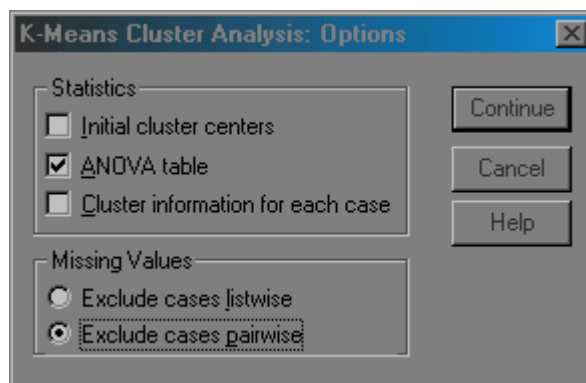 K-Means Cluster Analysis: Options
Statistics
Initial cluster centers
ANOVA table
Cluster information for each case
Missing Values
Exclude cases listwise
Exclude cases pairwise
Continue
Cancel
Help